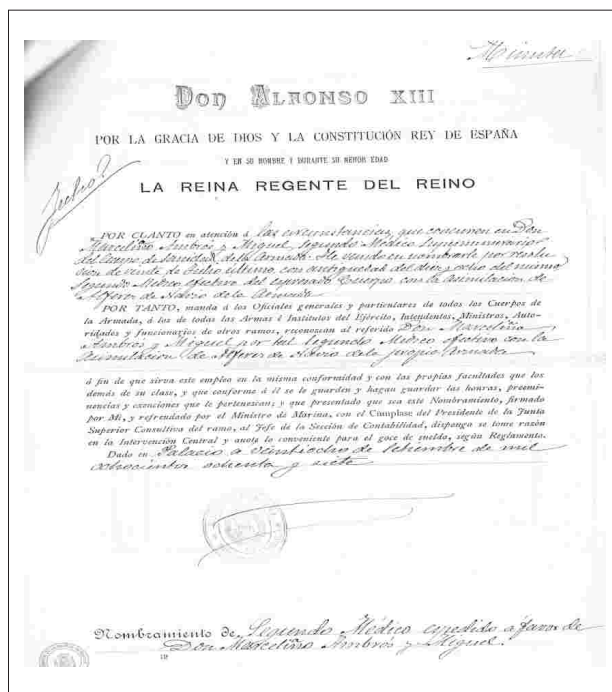 Minuta
Don Alfonso XIII
POR LA GRACIA DE DIOS Y LA CONSTITUCIÓN REY DE ESPAÑA
Y EN SU NOMBRE Y DURANTE SU MENOR EDAD
LA REINA REGENTE DEL REINO
POR CUANTO en atención á las circunstancias que concurren en Don
Marcelino Ambrós y Miguel, Segundo Médico Supernumerario
del Cuerpo de Sanidad de la Armada. He venido en nombrarle por resolu
ción de veinte de Julio último, con antigüedad del diez y ocho del mismo
Segundo Médico efectivo del expresado Cuerpo con la asimilación de
Alferez de Navio de la Armada
POR TANTO, mando á los Oficiales generales y particulares de todos los Cuerpos de
la Armada, á los de todas las Armas é Institutos del Ejército, Intendentes, Ministros, Auto-
ridades y funcionarios de otros ramos, reconozcan al referido Don Marcelino
Ambrós y Miguel por tal Segundo Médico efectivo con la
asimilación de Alferez de Navio de la propia Armada
á fin de que sirva este empleo en la misma conformidad y con las propias facultades que los
demás de su clase, y que conforme á él se le guarden y hagan guardar las honras, preemi-
nencias y exenciones que le pertenezcan; y que presentado que sea este Nombramiento, firmado
por Mí, y refrendado por el Ministro de Marina, con el Cúmplase del Presidente de la Junta
Superior Consultiva del ramo, al Jefe de la Sección de Contabilidad, disponga se tome razón
en la Intervención Central y anote lo conveniente para el goce de sueldo, según Reglamento.
Dado en Palacio a veintiocho de Setiembre de mil
ochocientos ochenta y siete
Nombramiento de Segundo Médico expedido a favor de
Don Marcelino Ambrós y Miguel.